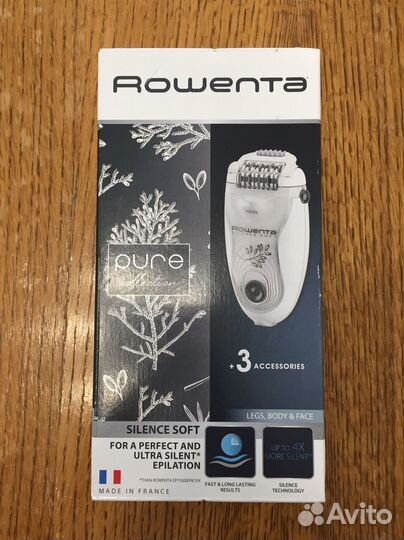 Rowenta
pure
collection
Rowenta
+3 ACCESSORIES
LEGS, BODY & FACE
SILENCE SOFT
FOR A PERFECT AND
ULTRA SILENT*
EPILATION
UP TO 4X
MORE SILENT*
MADE IN FRANCE
FAST & LONG LASTING
RESULTS
SILENCE
TECHNOLOGY
Avito